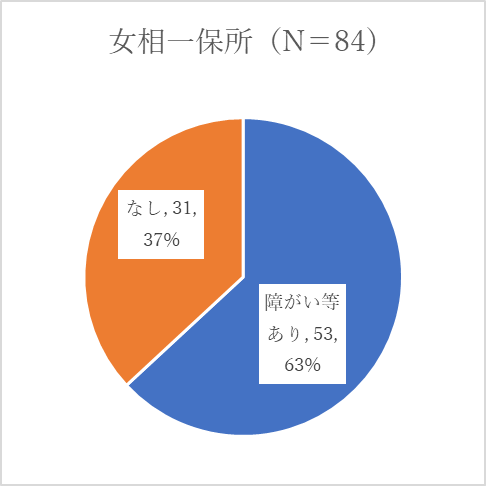 女相一保所（N＝84）
なし, 31,
37%
障がい等
あり, 53,
63%